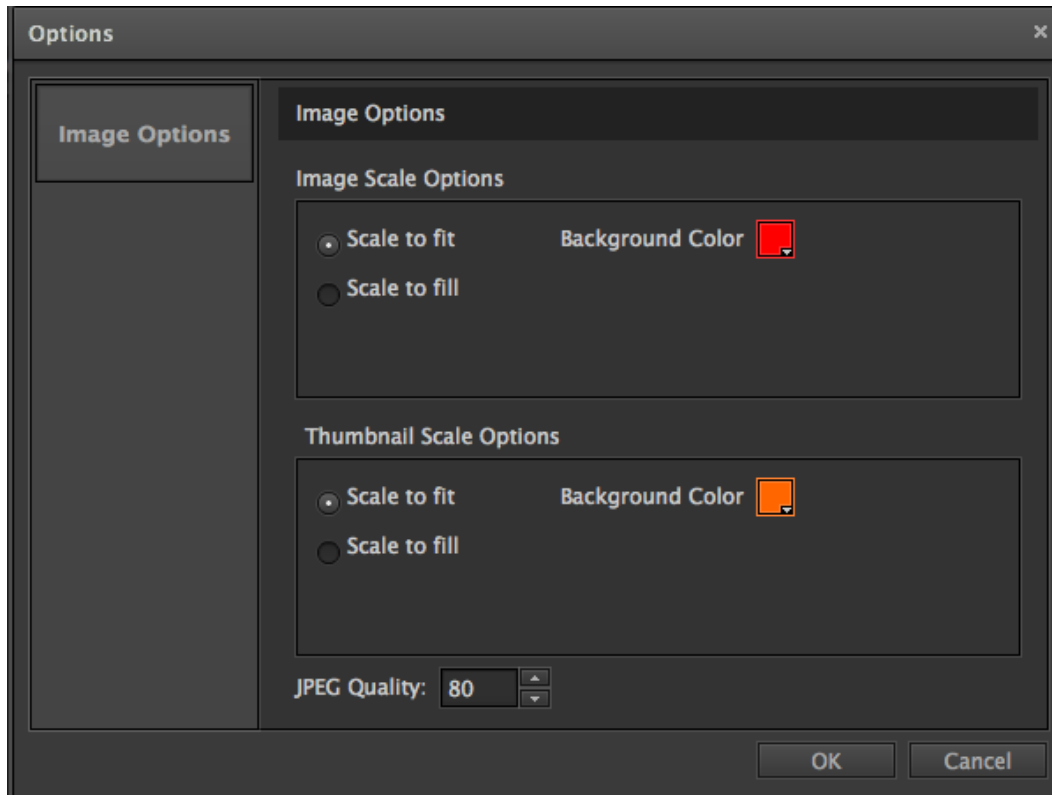 Options
Image Options
Image Options
Image Scale Options
Scale to fit Background Color
Scale to fill
Thumbnail Scale Options
Scale to fit Background Color
Scale to fill
JPEG Quality: 80
OK Cancel